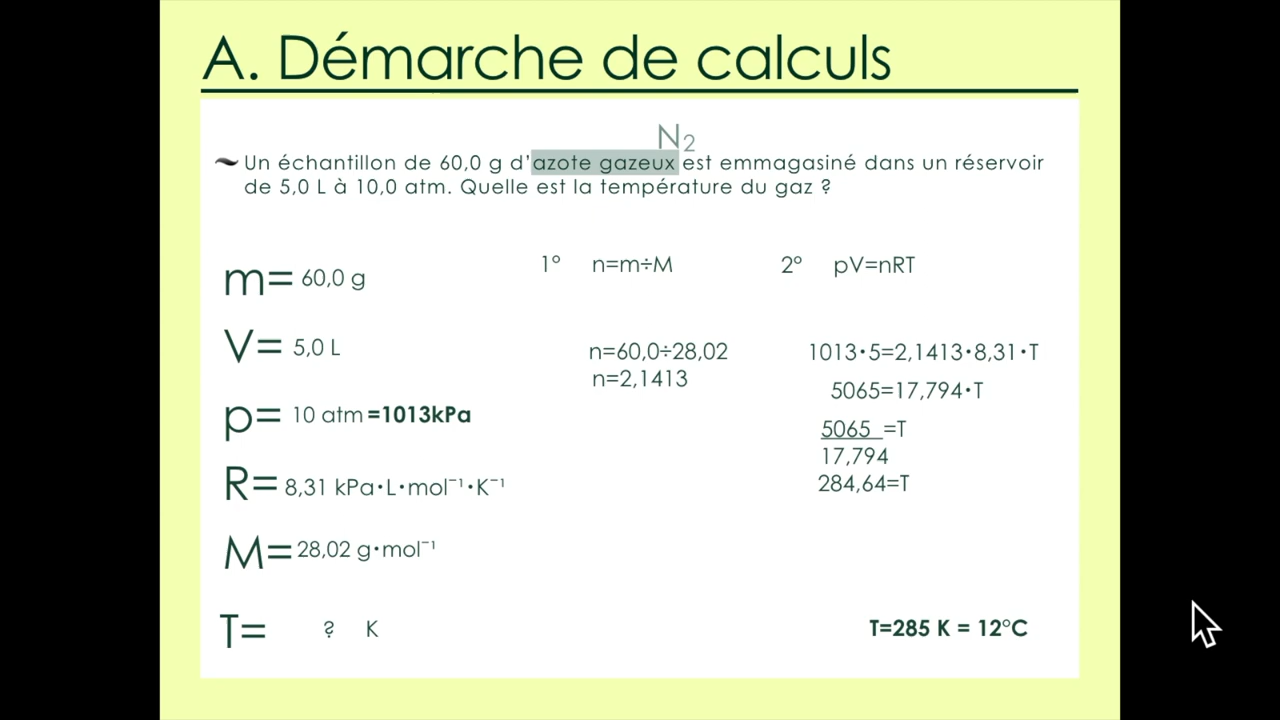 A. Démarche de calculs
N₂
Un échantillon de 60,0 g d'azote gazeux est emmagasiné dans un réservoir
de 5,0 L à 10,0 atm. Quelle est la température du gaz ?
m= 60,0 g
V= 5,0 L
p= 10 atm =1013kPa
R= 8,31 kPa•L•mol⁻¹•K⁻¹
M= 28,02 g•mol⁻¹
T= ? K
1° n=m÷M
n=60,0÷28,02
n=2,1413
2° pV=nRT
1013•5=2,1413•8,31•T
5065=17,794•T
5065 =T
17,794
284,64=T
T=285 K = 12°C